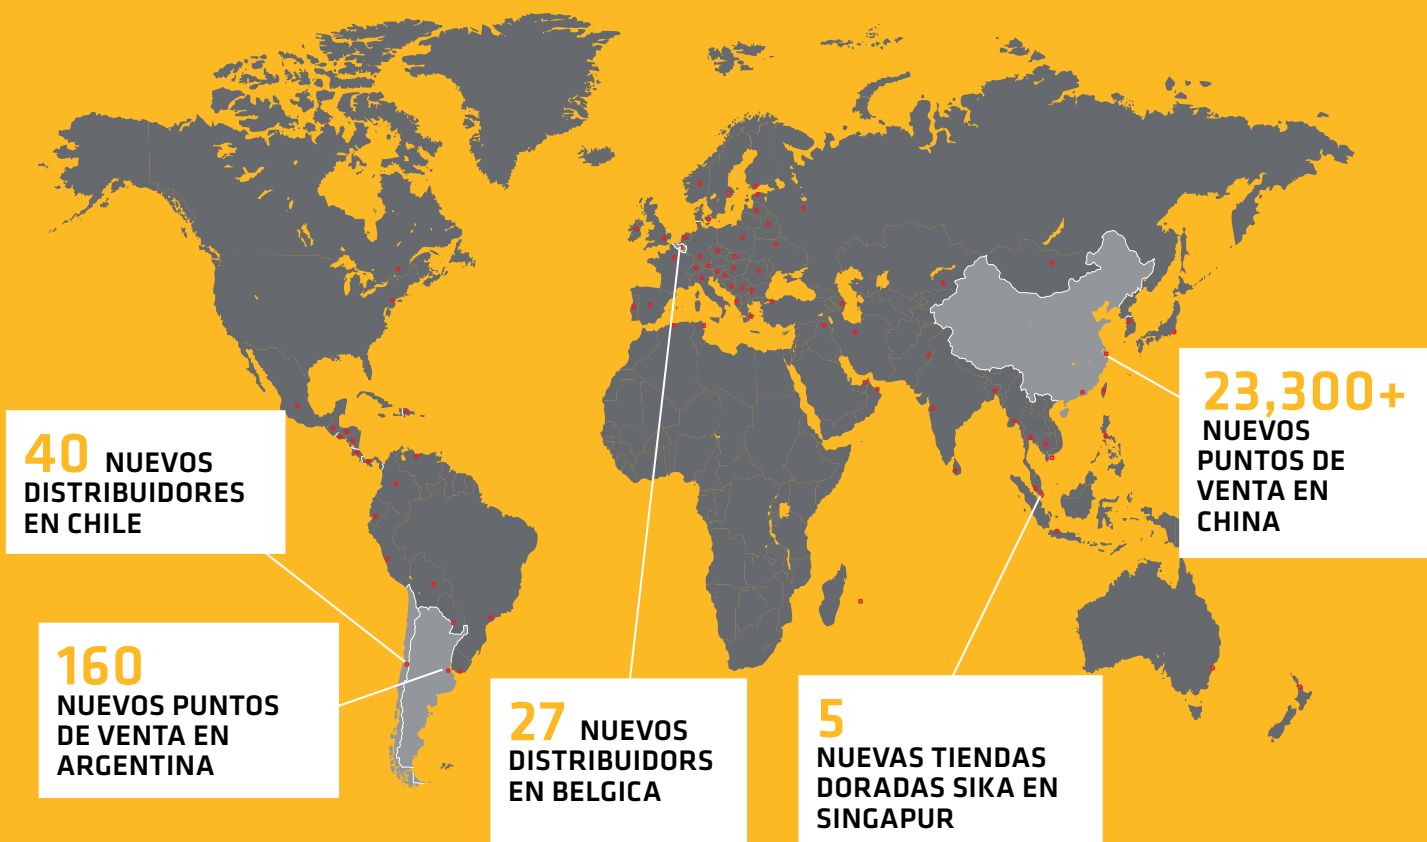 40 NUEVOS
DISTRIBUIDORES
EN CHILE
160
NUEVOS PUNTOS
DE VENTA EN
ARGENTINA
27 NUEVOS
DISTRIBUIDORS
EN BELGICA
5
NUEVAS TIENDAS
DORADAS SIKA EN
SINGAPUR
23,300+
NUEVOS
PUNTOS DE
VENTA EN
CHINA